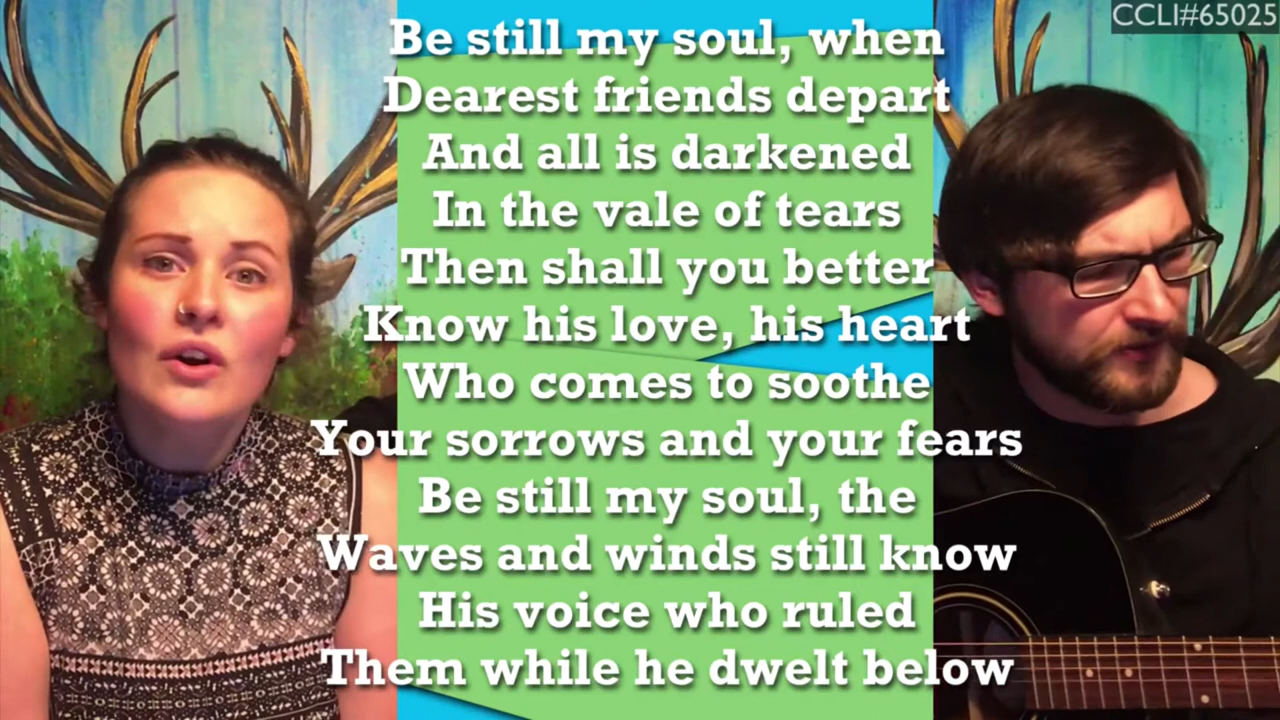 CCLI#65025
Be still my soul, when
Dearest friends depart
And all is darkened
In the vale of tears
Then shall you better
Know his love, his heart
Who comes to soothe
Your sorrows and your fears
Be still my soul, the
Waves and winds still know
His voice who ruled
Them while he dwelt below